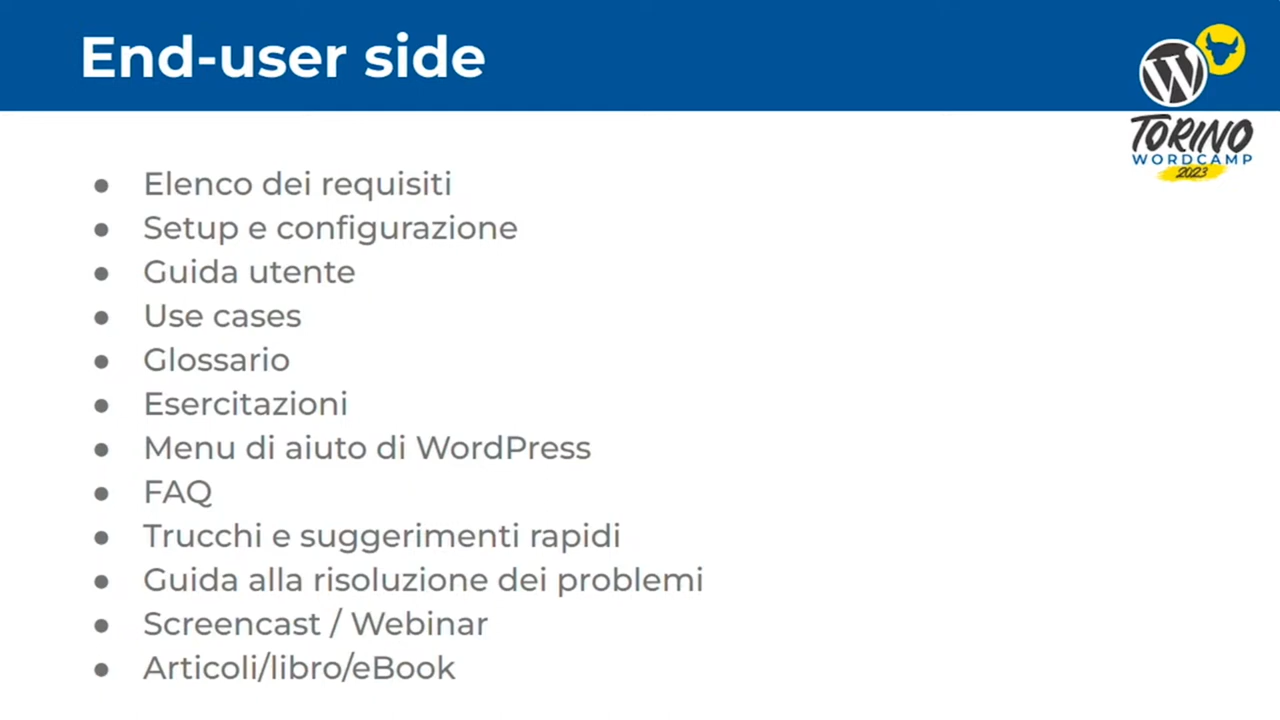 End-user side
TORINO
WORDCAMP
2023
● Elenco dei requisiti
● Setup e configurazione
● Guida utente
● Use cases
● Glossario
● Esercitazioni
● Menu di aiuto di WordPress
● FAQ
● Trucchi e suggerimenti rapidi
● Guida alla risoluzione dei problemi
● Screencast / Webinar
● Articoli/libro/eBook